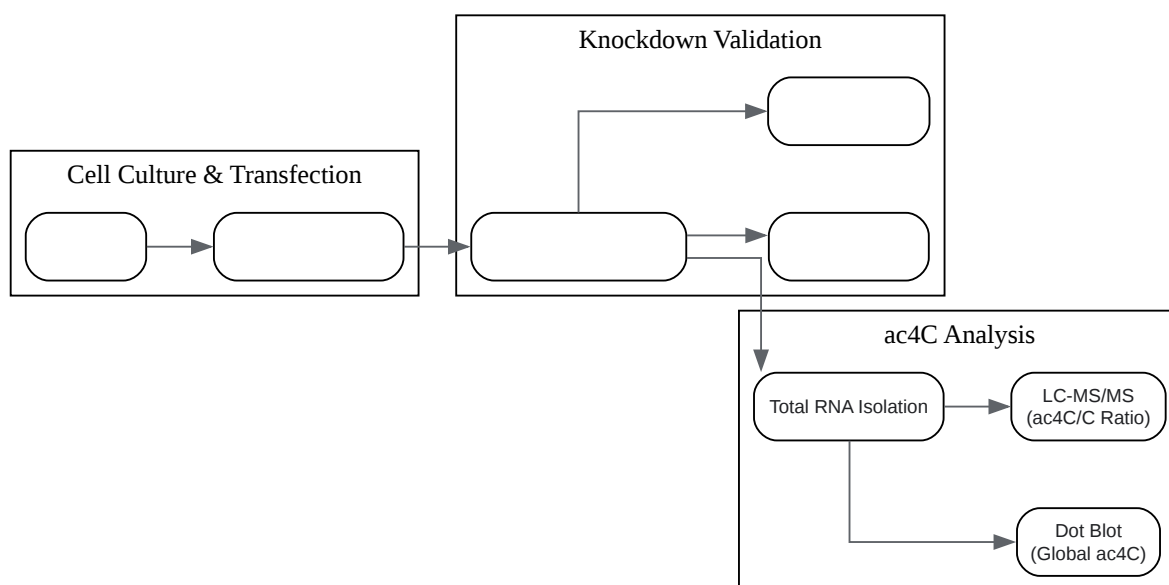 Knockdown Validation
Cell Culture & Transfection
ac4C Analysis
Total RNA Isolation
LC-MS/MS
(ac4C/C Ratio)
Dot Blot
(Global ac4C)